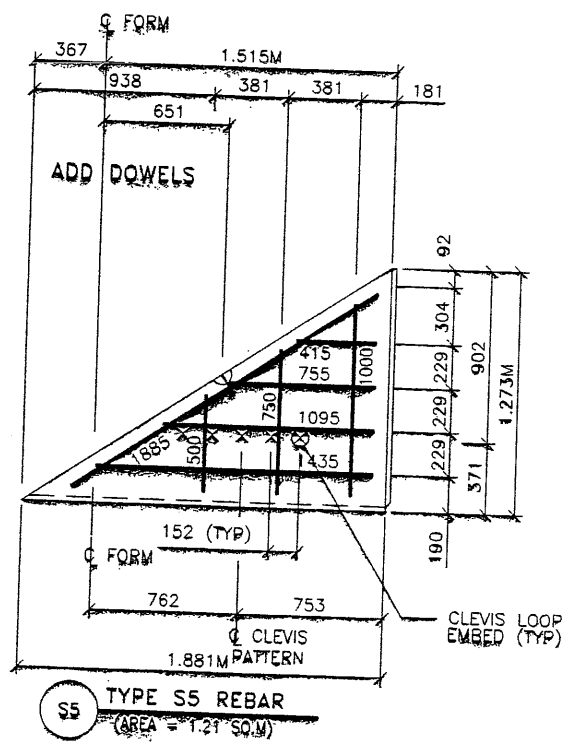 ℄ FORM
367
1.515M
938
381
381
181
651
ADD DOWELS
92
304
902
1.273M
415
755
1000
229
229
750
1095
1885
500
435
229
371
152 (TYP)
190
℄ FORM
762
753
CLEVIS LOOP
EMBED (TYP)
℄ CLEVIS
PATTERN
1.881M
S5
TYPE S5 REBAR
(AREA = 1.21 SQ.M)